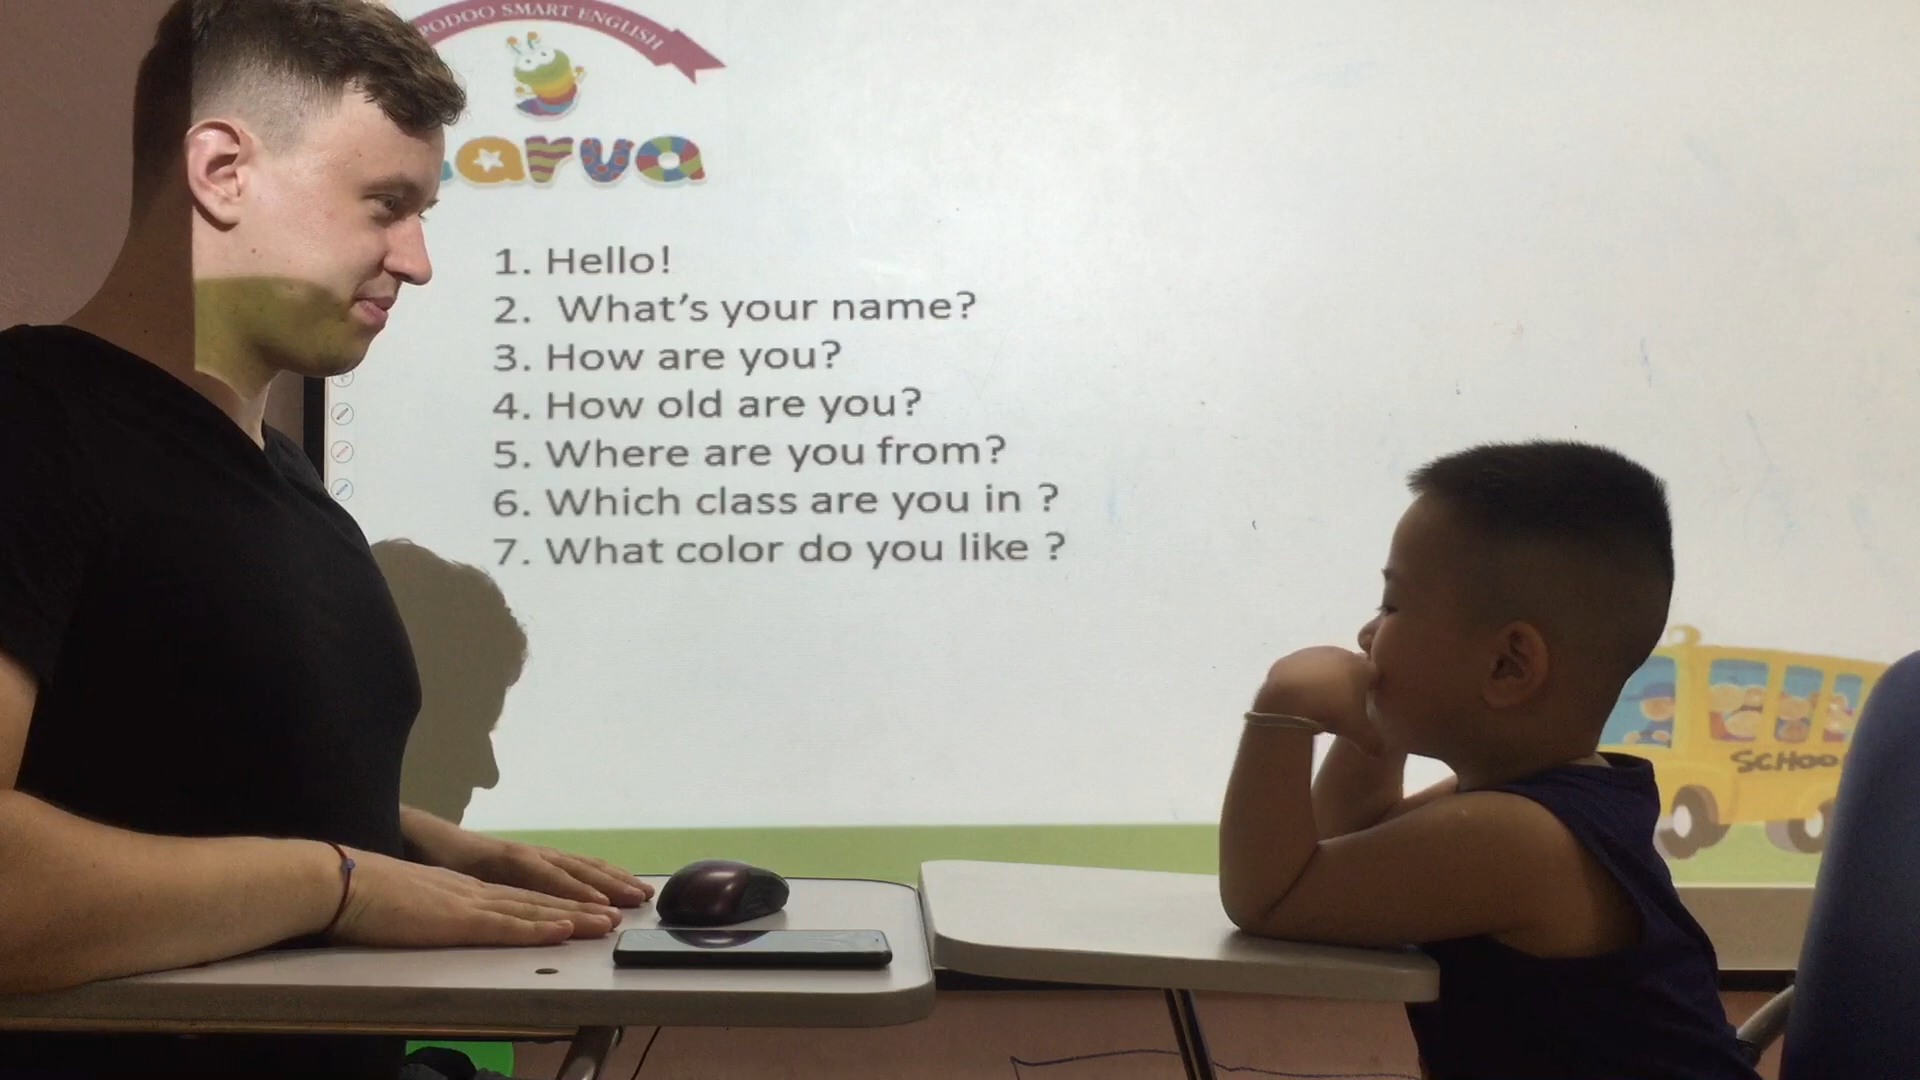 PODOO SMART ENGLISH
arva
1. Hello!
2. What's your name?
3. How are you?
4. How old are you?
5. Where are you from?
6. Which class are you in ?
7. What color do you like ?
SCHOO